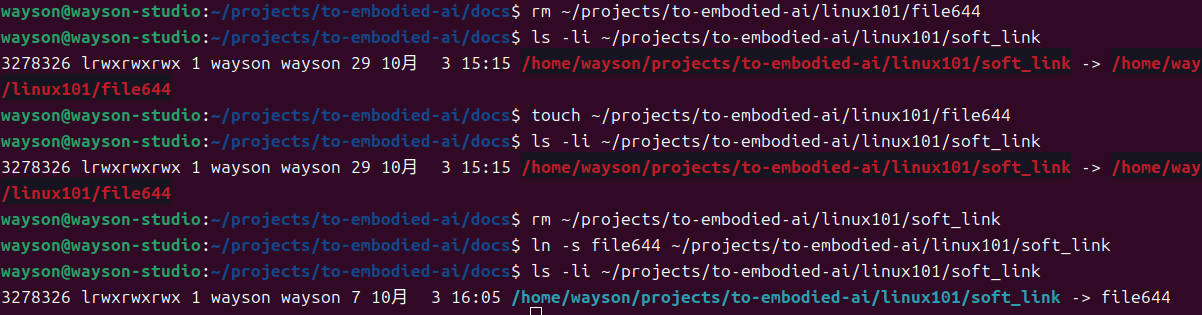 wayson@wayson-studio:~/projects/to-embodied-ai/docs$ rm ~/projects/to-embodied-ai/linux101/file644
wayson@wayson-studio:~/projects/to-embodied-ai/docs$ ls -li ~/projects/to-embodied-ai/linux101/soft_link
3278326 lrwxrwxrwx 1 wayson wayson 29 10月  3 15:15 /home/wayson/projects/to-embodied-ai/linux101/soft_link -> /home/way
/linux101/file644
wayson@wayson-studio:~/projects/to-embodied-ai/docs$ touch ~/projects/to-embodied-ai/linux101/file644
wayson@wayson-studio:~/projects/to-embodied-ai/docs$ ls -li ~/projects/to-embodied-ai/linux101/soft_link
3278326 lrwxrwxrwx 1 wayson wayson 29 10月  3 15:15 /home/wayson/projects/to-embodied-ai/linux101/soft_link -> /home/way
/linux101/file644
wayson@wayson-studio:~/projects/to-embodied-ai/docs$ rm ~/projects/to-embodied-ai/linux101/soft_link
wayson@wayson-studio:~/projects/to-embodied-ai/docs$ ln -s file644 ~/projects/to-embodied-ai/linux101/soft_link
wayson@wayson-studio:~/projects/to-embodied-ai/docs$ ls -li ~/projects/to-embodied-ai/linux101/soft_link
3278326 lrwxrwxrwx 1 wayson wayson 7 10月  3 16:05 /home/wayson/projects/to-embodied-ai/linux101/soft_link -> file644